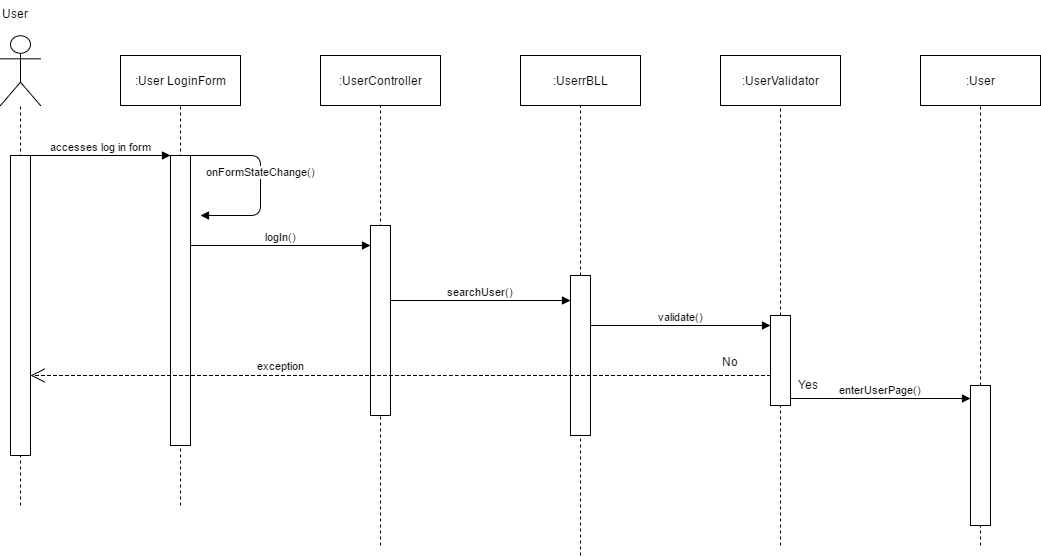 User
:User LoginForm
:UserController
:UserrBLL
:UserValidator
:User
accesses log in form
onFormStateChange()
logIn()
searchUser()
validate()
No
exception
Yes
enterUserPage()